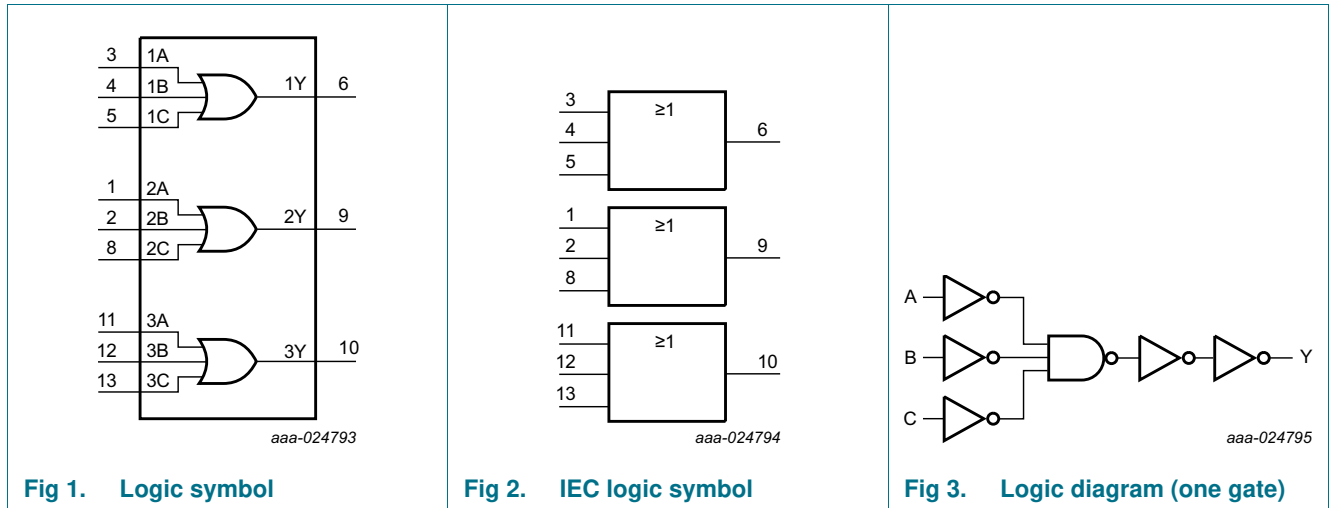 3 1A
4 1B 1Y 6
5 1C
1 2A
2 2B 2Y 9
8 2C
11 3A
12 3B 3Y 10
13 3C
aaa-024793
Fig 1. Logic symbol
3 ≥1
4 6
5
1 ≥1
2 9
8
11 ≥1
12 10
13
aaa-024794
Fig 2. IEC logic symbol
A
B Y
C
aaa-024795
Fig 3. Logic diagram (one gate)